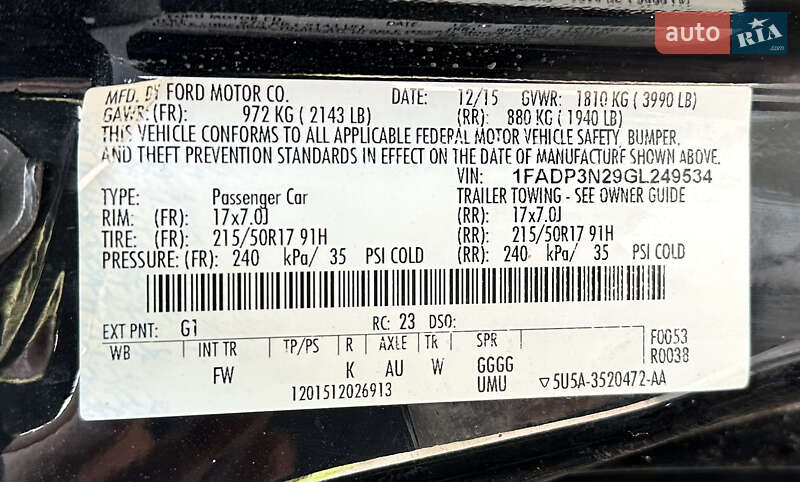 auto RIA
MFD. BY FORD MOTOR CO. DATE: 12/15 GVWR: 1810 KG ( 3990 LB)
GAWR: (FR): 972 KG ( 2143 LB) (RR): 880 KG ( 1940 LB)
THIS VEHICLE CONFORMS TO ALL APPLICABLE FEDERAL MOTOR VEHICLE SAFETY, BUMPER,
AND THEFT PREVENTION STANDARDS IN EFFECT ON THE DATE OF MANUFACTURE SHOWN ABOVE.
VIN: 1FADP3N29GL249534
TYPE: Passenger Car TRAILER TOWING - SEE OWNER GUIDE
RIM: (FR): 17x7.0J (RR): 17x7.0J
TIRE: (FR): 215/50R17 91H (RR): 215/50R17 91H
PRESSURE: (FR): 240 kPa/ 35 PSI COLD (RR): 240 kPa/ 35 PSI COLD
EXT PNT: G1 RC: 23 DSO:
WB INT TR TP/PS R AXLE TR SPR F0053
FW K AU W GGGG R0038
1201512026913 UMU ▽5U5A-3520472-AA